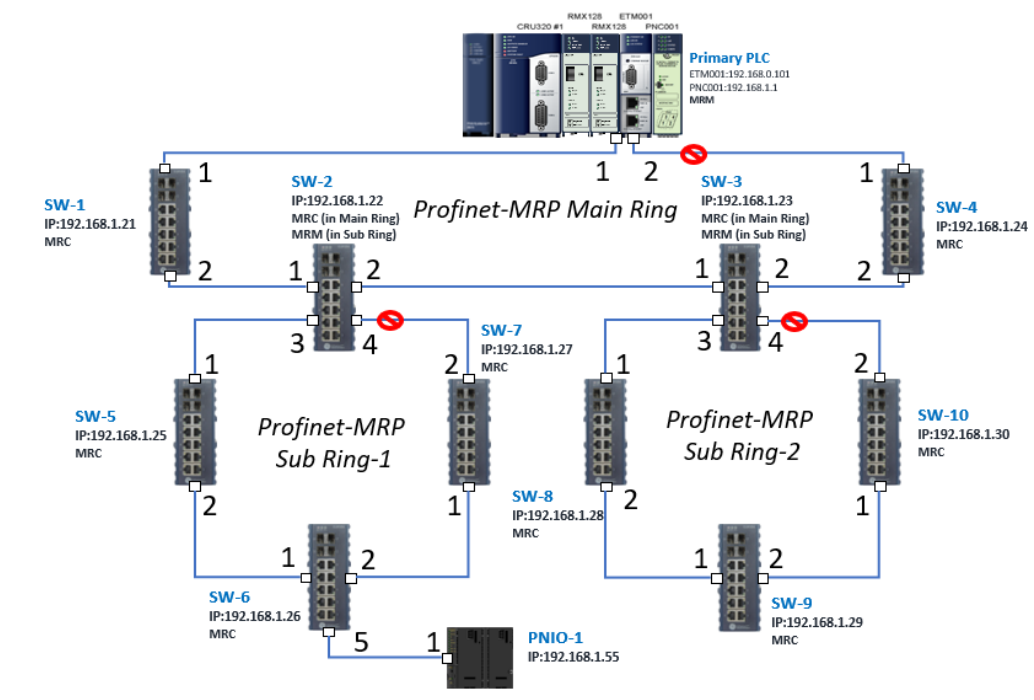 RMX128 ETM001
CRU320 #1 RMX128 PNC001
Primary PLC
ETM001:192.168.0.101
PNC001:192.168.1.1
MRM
1 2
SW-1
IP:192.168.1.21
MRC
1
2
SW-2
IP:192.168.1.22
MRC (in Main Ring)
MRM (in Sub Ring)
Profinet-MRP Main Ring
SW-3
IP:192.168.1.23
MRC (in Main Ring)
MRM (in Sub Ring)
1
2
SW-4
IP:192.168.1.24
MRC
1 2
3 4
1 2
3 4
SW-5
IP:192.168.1.25
MRC
1
2
Profinet-MRP
Sub Ring-1
SW-7
IP:192.168.1.27
MRC
2
1
1
2
SW-8
IP:192.168.1.28
MRC
Profinet-MRP
Sub Ring-2
2
1
SW-10
IP:192.168.1.30
MRC
1 2
SW-6
IP:192.168.1.26
MRC
5 1
PNIO-1
IP:192.168.1.55
1 2
SW-9
IP:192.168.1.29
MRC